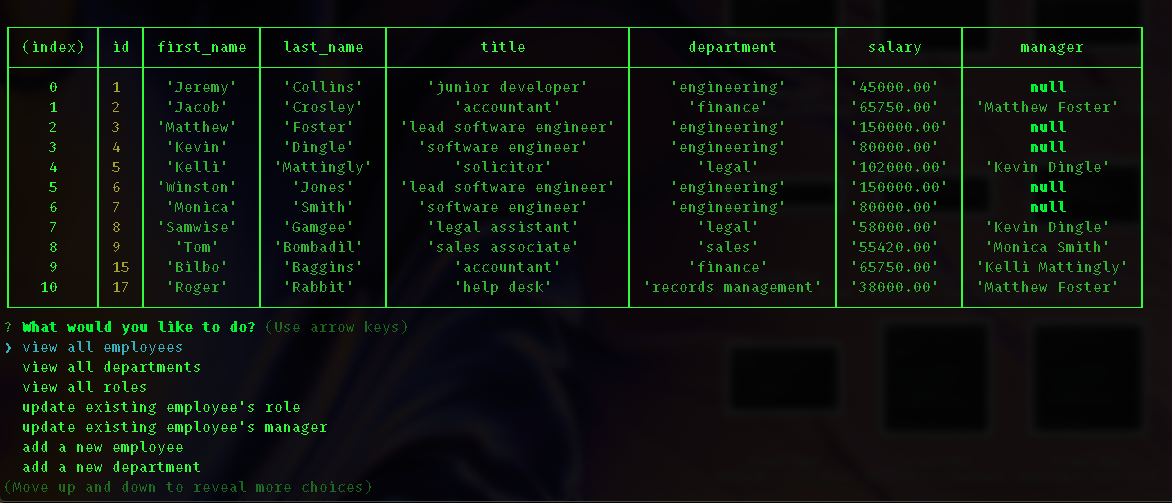 (index) id first_name last_name title department salary manager
0 1 'Jeremy' 'Collins' 'junior developer' 'engineering' '45000.00' null
1 2 'Jacob' 'Crosley' 'accountant' 'finance' '65750.00' 'Matthew Foster'
2 3 'Matthew' 'Foster' 'lead software engineer' 'engineering' '150000.00' null
3 4 'Kevin' 'Dingle' 'software engineer' 'engineering' '80000.00' null
4 5 'Kelli' 'Mattingly' 'solicitor' 'legal' '102000.00' 'Kevin Dingle'
5 6 'Winston' 'Jones' 'lead software engineer' 'engineering' '150000.00' null
6 7 'Monica' 'Smith' 'software engineer' 'engineering' '80000.00' null
7 8 'Samwise' 'Gamgee' 'legal assistant' 'legal' '58000.00' 'Kevin Dingle'
8 9 'Tom' 'Bombadil' 'sales associate' 'sales' '55420.00' 'Monica Smith'
9 15 'Bilbo' 'Baggins' 'accountant' 'finance' '65750.00' 'Kelli Mattingly'
10 17 'Roger' 'Rabbit' 'help desk' 'records management' '38000.00' 'Matthew Foster'
? What would you like to do? (Use arrow keys)
❯ view all employees
view all departments
view all roles
update existing employee's role
update existing employee's manager
add a new employee
add a new department
(Move up and down to reveal more choices)